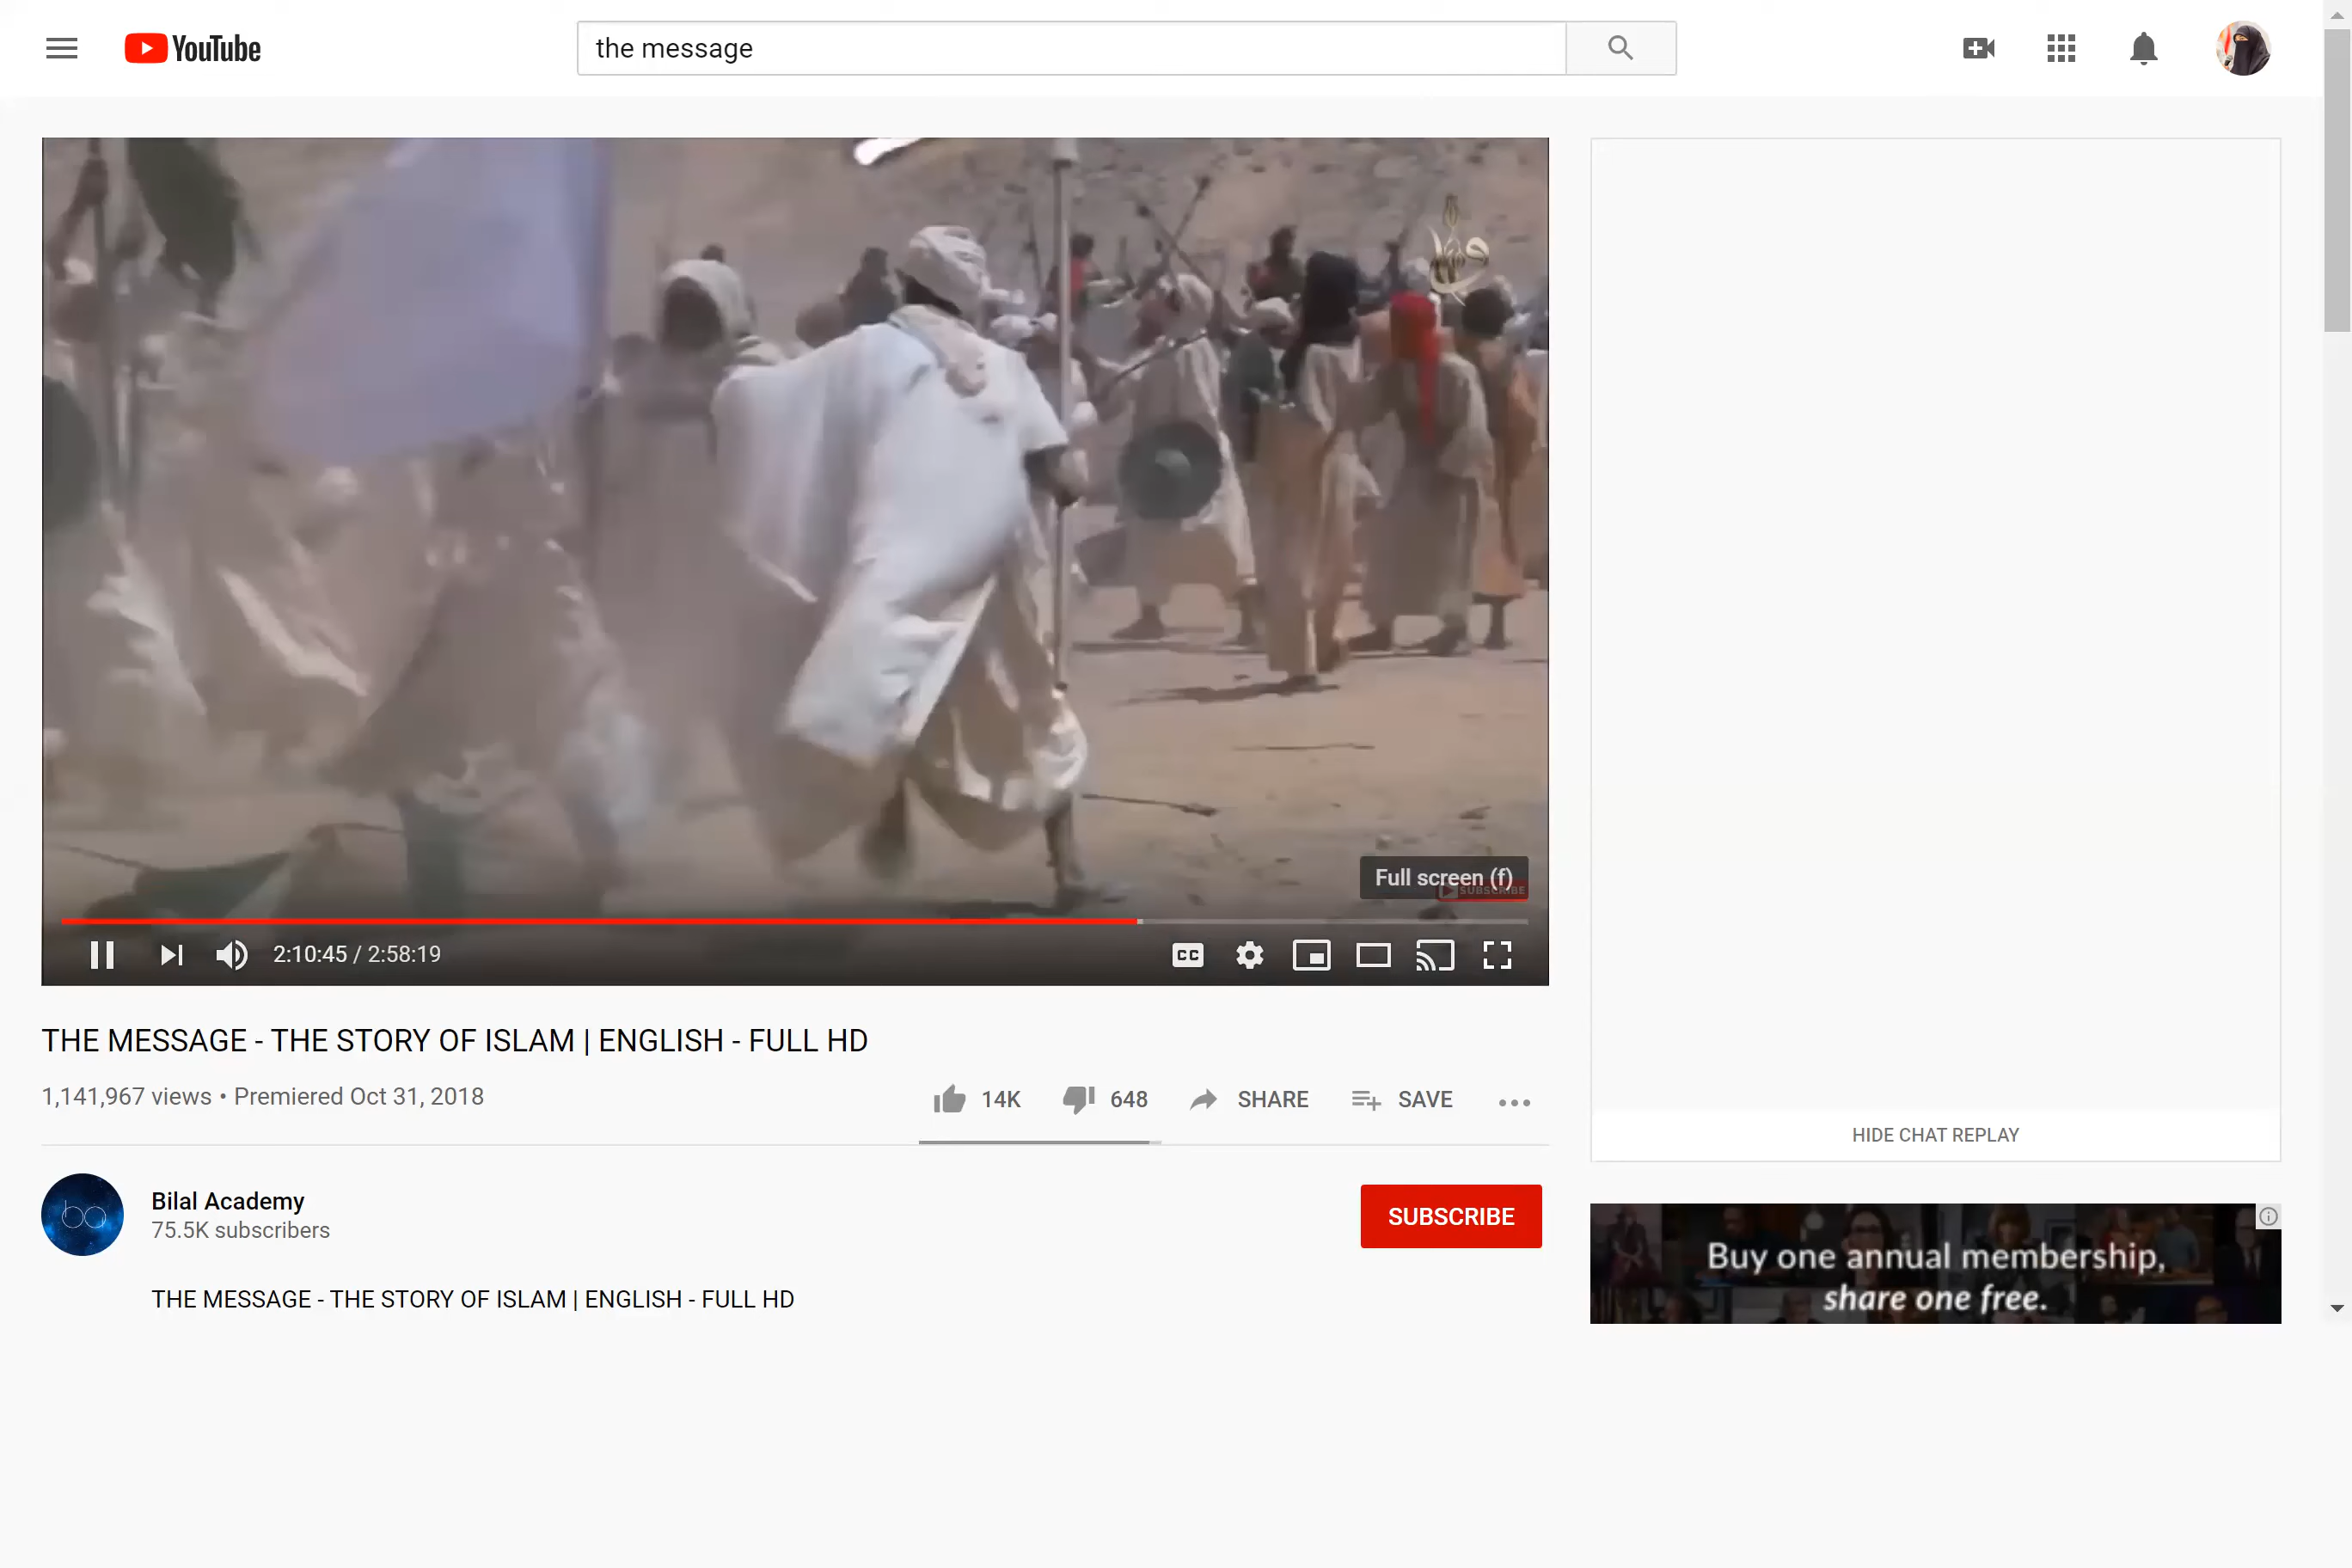 YouTube
the message
Full screen (f)
SUBSCRIBE
2:10:45 / 2:58:19
CC
THE MESSAGE - THE STORY OF ISLAM | ENGLISH - FULL HD
1,141,967 views • Premiered Oct 31, 2018
14K 648 SHARE SAVE
HIDE CHAT REPLAY
Bilal Academy
75.5K subscribers
SUBSCRIBE
THE MESSAGE - THE STORY OF ISLAM | ENGLISH - FULL HD
Buy one annual membership,
share one free.